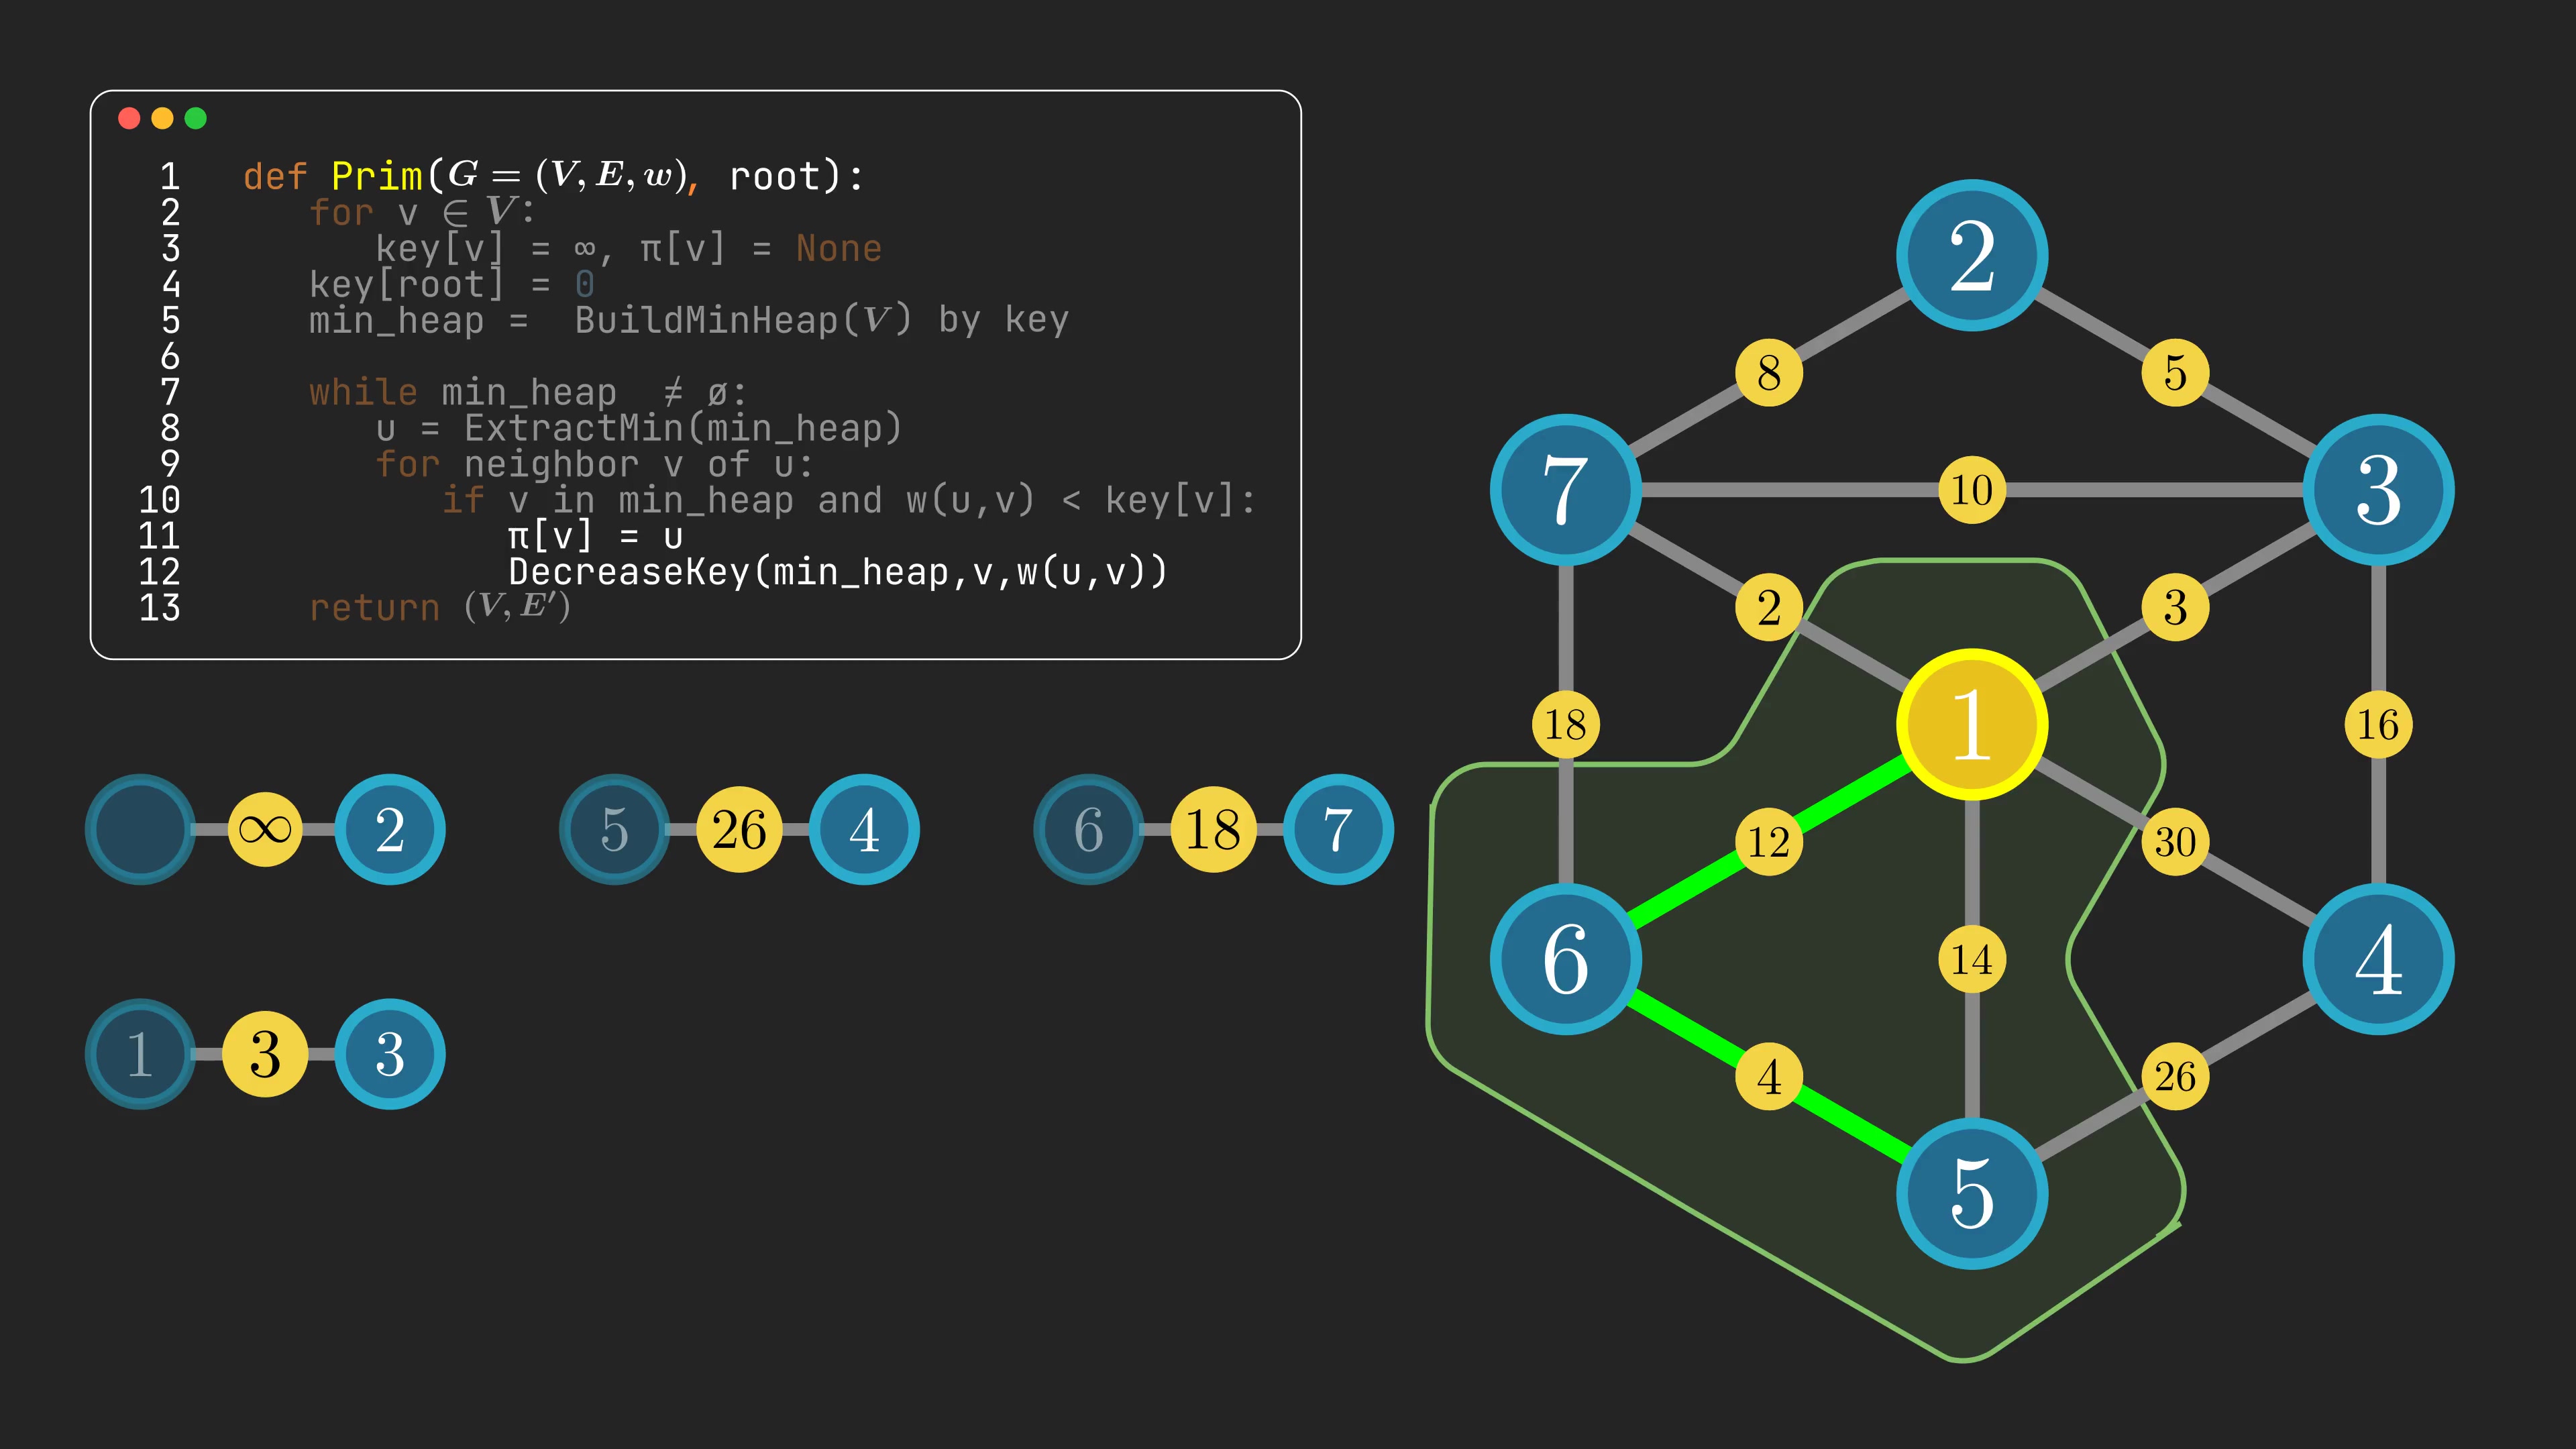 1 def Prim(G = (V, E, w), root):
2 for v ∈ V:
3 key[v] = ∞, π[v] = None
4 key[root] = 0
5 min_heap = BuildMinHeap(V) by key
6
7 while min_heap ≠ ø:
8 u = ExtractMin(min_heap)
9 for neighbor v of u:
10 if v in min_heap and w(u,v) < key[v]:
11 π[v] = u
12 DecreaseKey(min_heap,v,w(u,v))
13 return (V, E′)
∞ 2
5 26 4
6 18 7
1 3 3
2
8 5
7 10 3
2 3
18 1 16
12 30
6 14 4
4 26
5